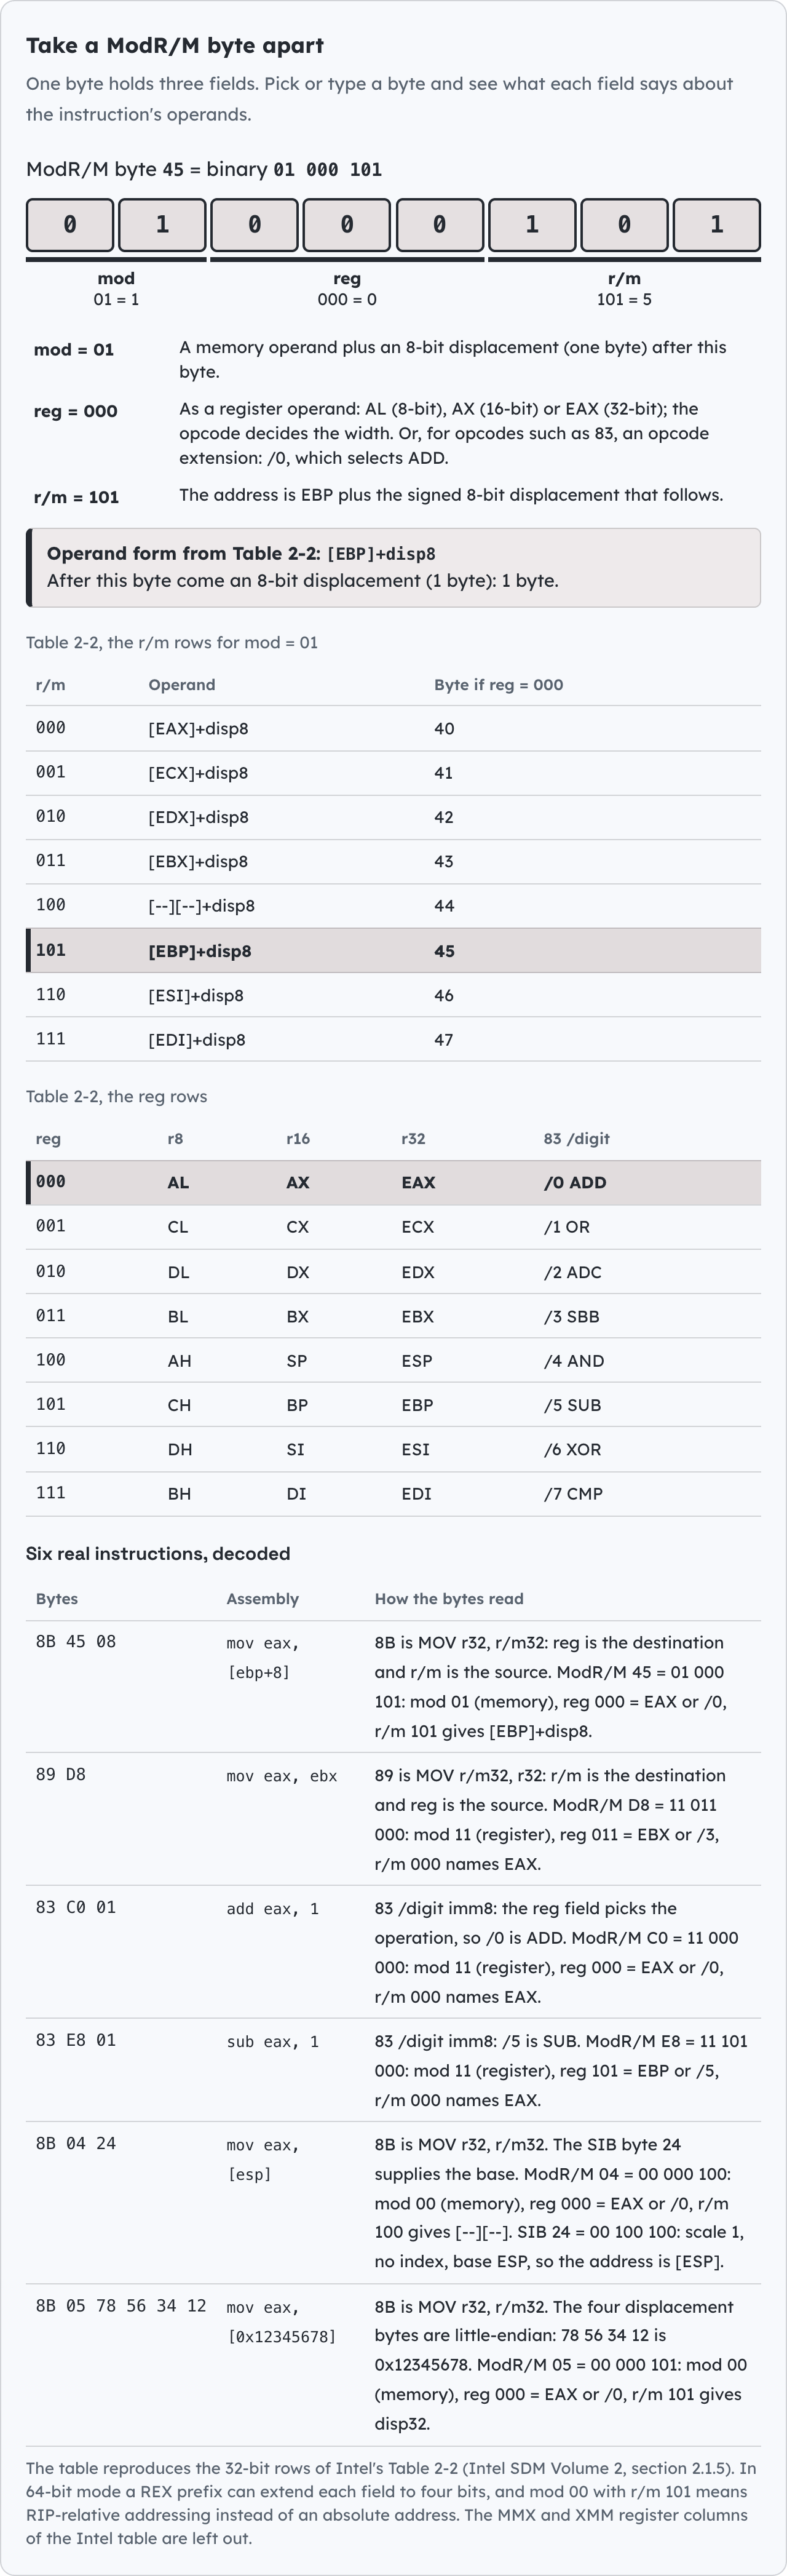 Take a ModR/M byte apart
One byte holds three fields. Pick or type a byte and see what each field says about
the instruction's operands.
ModR/M byte 45 = binary 01 000 101
0 1 0 0 0 1 0 1
mod reg r/m
01 = 1 000 = 0 101 = 5
mod = 01 A memory operand plus an 8-bit displacement (one byte) after this
byte.
reg = 000 As a register operand: AL (8-bit), AX (16-bit) or EAX (32-bit); the
opcode decides the width. Or, for opcodes such as 83, an opcode
extension: /0, which selects ADD.
r/m = 101 The address is EBP plus the signed 8-bit displacement that follows.
Operand form from Table 2-2: [EBP]+disp8
After this byte come an 8-bit displacement (1 byte): 1 byte.
Table 2-2, the r/m rows for mod = 01
r/m Operand Byte if reg = 000
000 [EAX]+disp8 40
001 [ECX]+disp8 41
010 [EDX]+disp8 42
011 [EBX]+disp8 43
100 [--][--]+disp8 44
101 [EBP]+disp8 45
110 [ESI]+disp8 46
111 [EDI]+disp8 47
Table 2-2, the reg rows
reg r8 r16 r32 83 /digit
000 AL AX EAX /0 ADD
001 CL CX ECX /1 OR
010 DL DX EDX /2 ADC
011 BL BX EBX /3 SBB
100 AH SP ESP /4 AND
101 CH BP EBP /5 SUB
110 DH SI ESI /6 XOR
111 BH DI EDI /7 CMP
Six real instructions, decoded
Bytes Assembly How the bytes read
8B 45 08 mov eax, 8B is MOV r32, r/m32: reg is the destination
[ebp+8] and r/m is the source. ModR/M 45 = 01 000
101: mod 01 (memory), reg 000 = EAX or /0,
r/m 101 gives [EBP]+disp8.
89 D8 mov eax, ebx 89 is MOV r/m32, r32: r/m is the destination
and reg is the source. ModR/M D8 = 11 011
000: mod 11 (register), reg 011 = EBX or /3,
r/m 000 names EAX.
83 C0 01 add eax, 1 83 /digit imm8: the reg field picks the
operation, so /0 is ADD. ModR/M C0 = 11 000
000: mod 11 (register), reg 000 = EAX or /0,
r/m 000 names EAX.
83 E8 01 sub eax, 1 83 /digit imm8: /5 is SUB. ModR/M E8 = 11 101
000: mod 11 (register), reg 101 = EBP or /5,
r/m 000 names EAX.
8B 04 24 mov eax, 8B is MOV r32, r/m32. The SIB byte 24
[esp] supplies the base. ModR/M 04 = 00 000 100:
mod 00 (memory), reg 000 = EAX or /0, r/m
100 gives [--][--]. SIB 24 = 00 100 100: scale 1,
no index, base ESP, so the address is [ESP].
8B 05 78 56 34 12 mov eax, 8B is MOV r32, r/m32. The four displacement
[0x12345678] bytes are little-endian: 78 56 34 12 is
0x12345678. ModR/M 05 = 00 000 101: mod 00
(memory), reg 000 = EAX or /0, r/m 101 gives
disp32.
The table reproduces the 32-bit rows of Intel's Table 2-2 (Intel SDM Volume 2, section 2.1.5). In
64-bit mode a REX prefix can extend each field to four bits, and mod 00 with r/m 101 means
RIP-relative addressing instead of an absolute address. The MMX and XMM register columns
of the Intel table are left out.